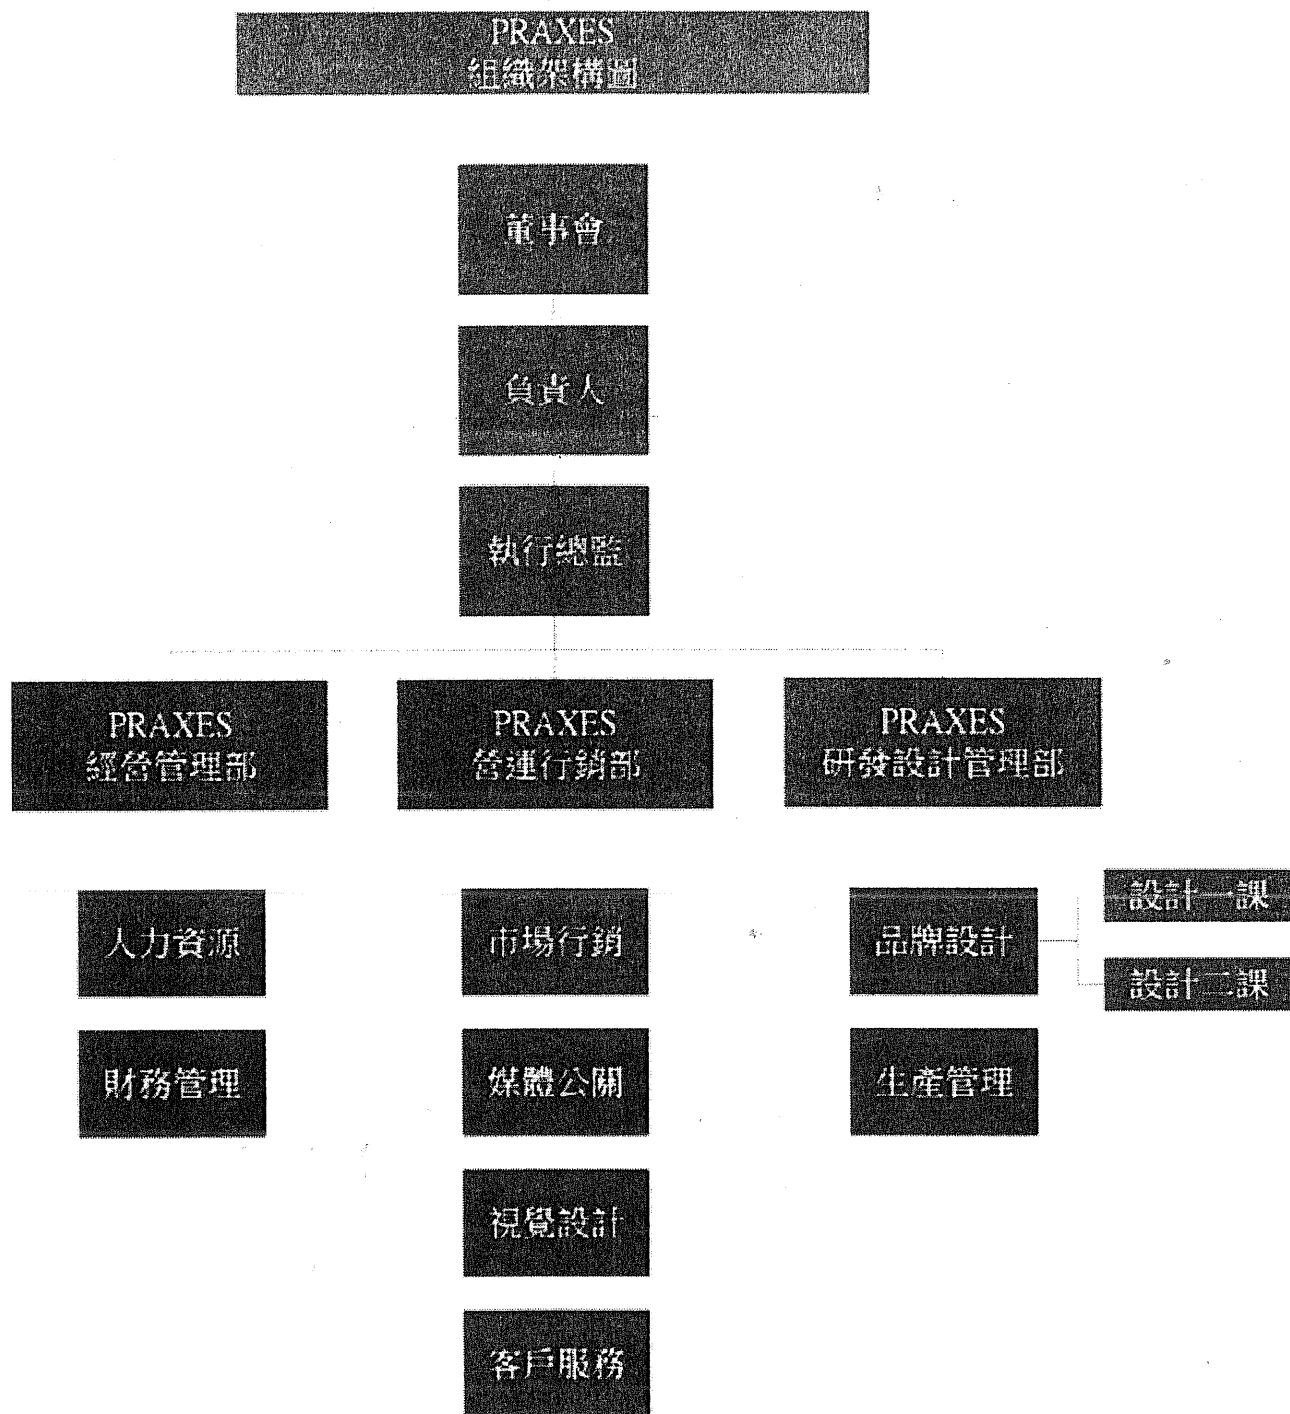 PRAXES
組織架構圖
董事會
負責人
執行總監
PRAXES
經營管理部
PRAXES
營運行銷部
PRAXES
研發設計管理部
人力資源
市場行銷
品牌設計
設計一課
設計二課
財務管理
媒體公關
生產管理
視覺設計
客戶服務